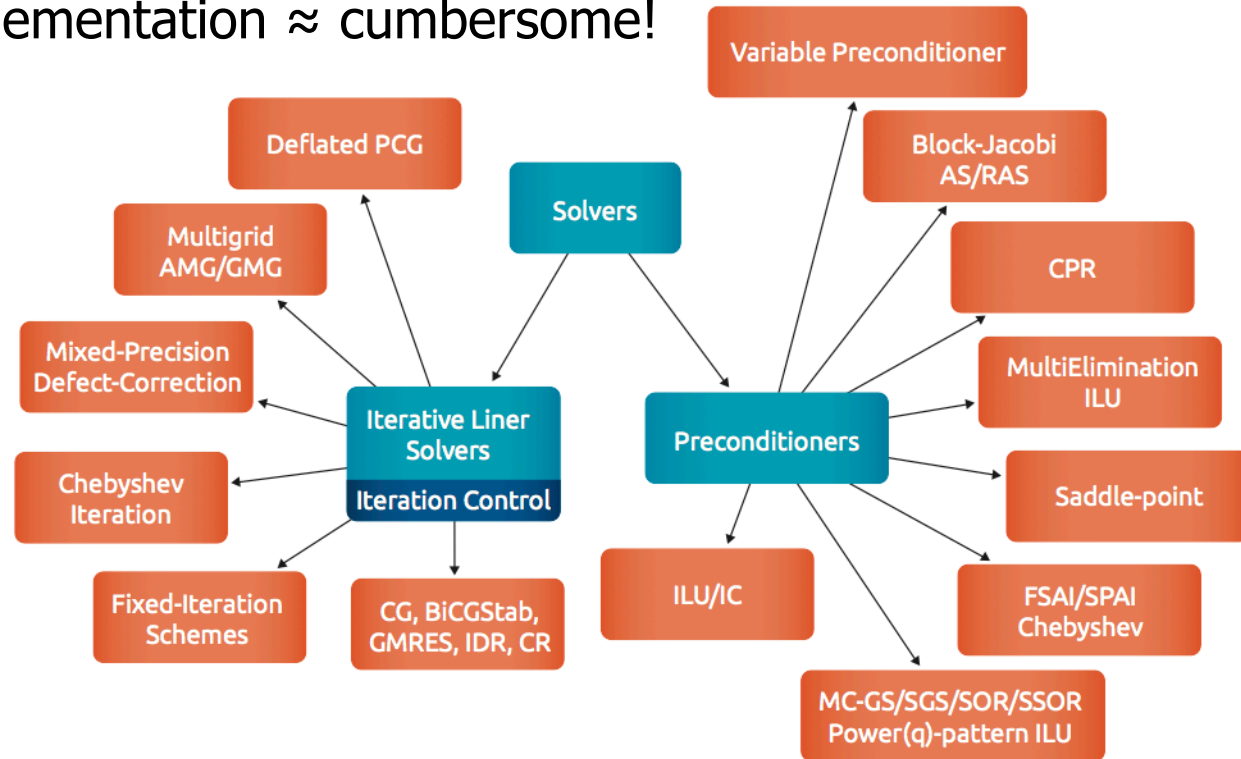 ementation ≈ cumbersome!
Variable Preconditioner
Deflated PCG
Block-Jacobi
AS/RAS
Solvers
Multigrid
AMG/GMG
CPR
Mixed-Precision
Defect-Correction
MultiElimination
ILU
Iterative Liner
Solvers
Iteration Control
Preconditioners
Chebyshev
Iteration
Saddle-point
Fixed-Iteration
Schemes
CG, BiCGStab,
GMRES, IDR, CR
ILU/IC
FSAI/SPAI
Chebyshev
MC-GS/SGS/SOR/SSOR
Power(q)-pattern ILU